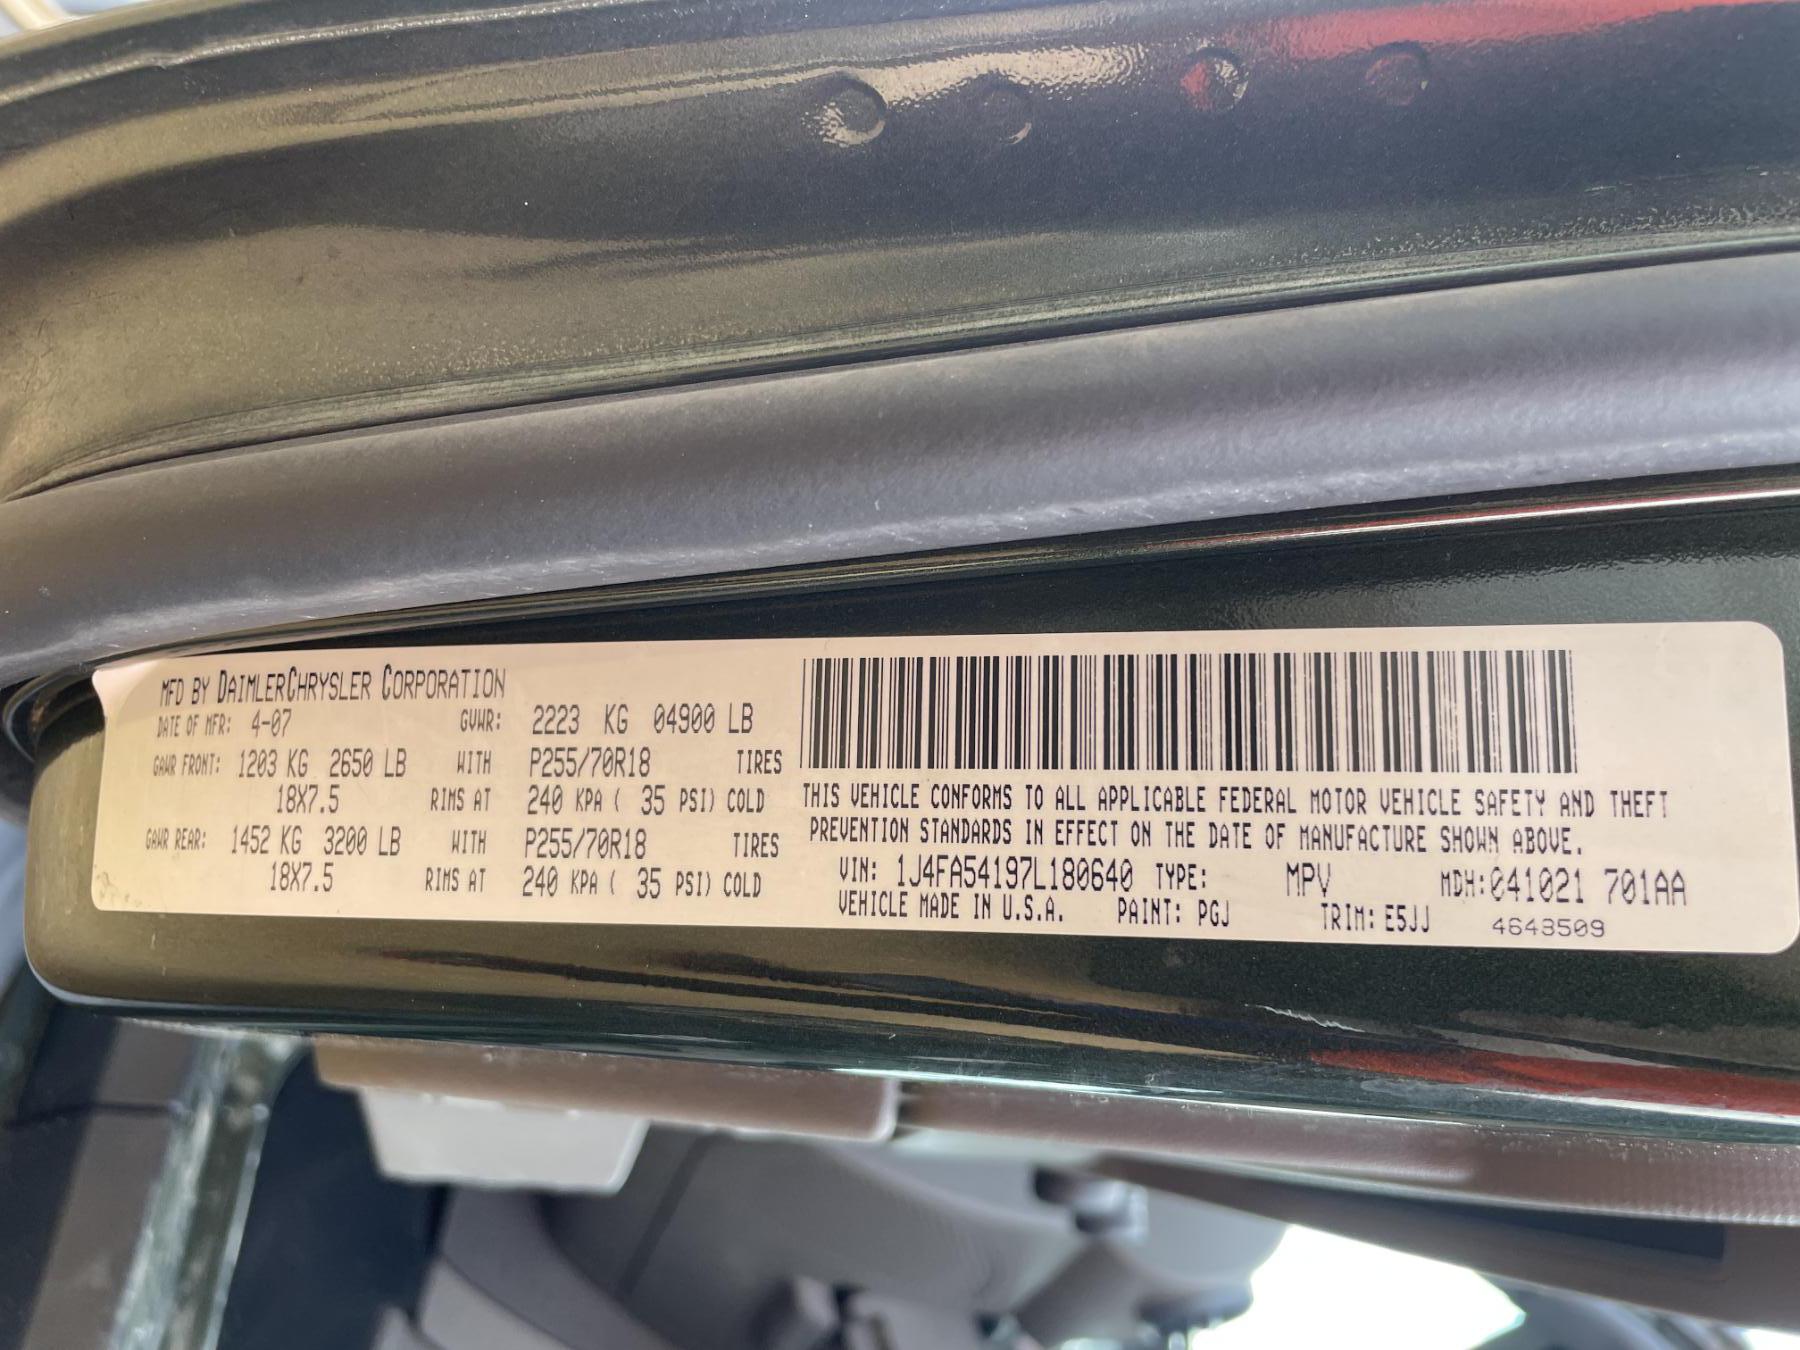 MFD BY DAIMLERCHRYSLER CORPORATION
DATE OF MFR: 4-07 GVWR: 2223 KG 04900 LB
GAWR FRONT: 1203 KG 2650 LB WITH P255/70R18 TIRES
18X7.5 RIMS AT 240 KPA ( 35 PSI) COLD
GAWR REAR: 1452 KG 3200 LB WITH P255/70R18 TIRES
18X7.5 RIMS AT 240 KPA ( 35 PSI) COLD
THIS VEHICLE CONFORMS TO ALL APPLICABLE FEDERAL MOTOR VEHICLE SAFETY AND THEFT
PREVENTION STANDARDS IN EFFECT ON THE DATE OF MANUFACTURE SHOWN ABOVE.
VIN: 1J4FA54197L180640 TYPE: MPV MDH:041021 701AA
VEHICLE MADE IN U.S.A. PAINT: PGJ TRIM: E5JJ 4648509